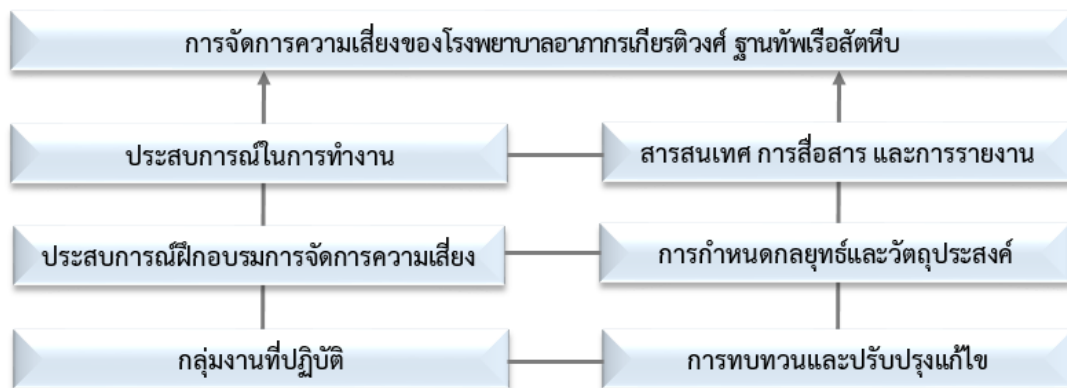 การจัดการความเสี่ยงของโรงพยาบาลอาภากรเกียรติวงศ์ ฐานทัพเรือสัตหีบ
ประสบการณ์ในการทำงาน
สารสนเทศ การสื่อสาร และการรายงาน
ประสบการณ์ฝึกอบรมการจัดการความเสี่ยง
การกำหนดกลยุทธ์และวัตถุประสงค์
กลุ่มงานที่ปฏิบัติ
การทบทวนและปรับปรุงแก้ไข